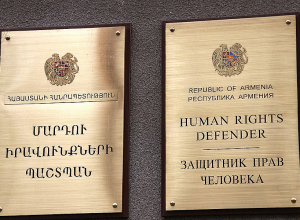 ՀԱՅԱՍՏԱՆԻ ՀԱՆՐԱՊԵՏՈՒԹՅՈՒՆ
ՄԱՐԴՈՒ
ԻՐԱՎՈՒՆՔՆԵՐԻ
ՊԱՇՏՊԱՆ
REPUBLIC OF ARMENIA
РЕСПУБЛИКА АРМЕНИЯ
HUMAN RIGHTS
DEFENDER
ЗАЩИТНИК ПРАВ
ЧЕЛОВЕКА